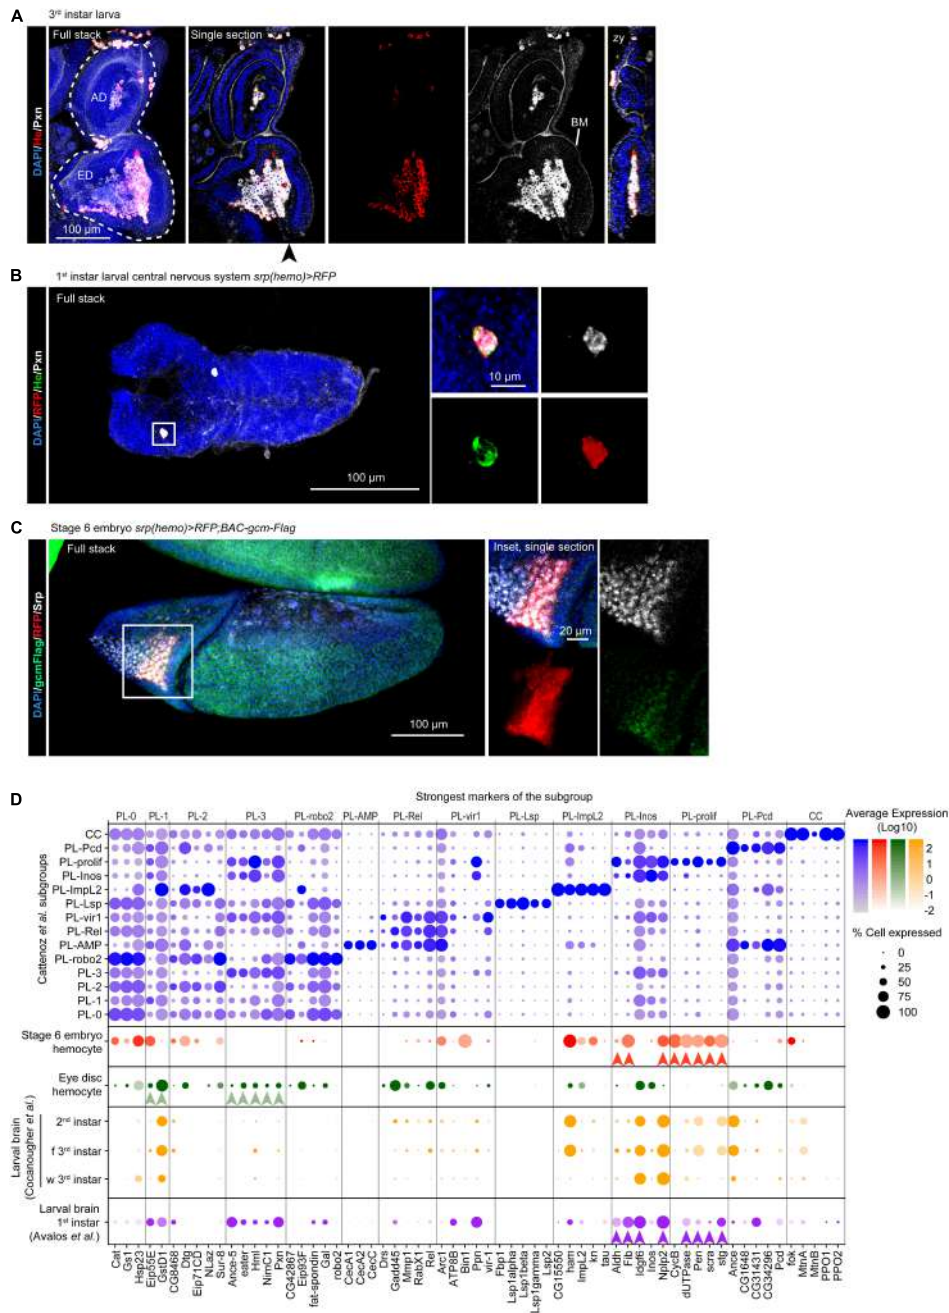 A
3rd instar larva
DAPI/He/Pxn
Full stack
AD
ED
100 µm
Single section
BM
zy
B
1st instar larval central nervous system srp(hemo)>RFP
DAPI/RFP/He/Pxn
Full stack
100 µm
10 µm
C
Stage 6 embryo srp(hemo)>RFP;BAC-gcm-Flag
DAPI/gcmFlag/RFP/Srp
Full stack
100 µm
Inset, single section
20 µm
D
Strongest markers of the subgroup
PL-0 PL-1 PL-2 PL-3 PL-robo2 PL-AMP PL-Rel PL-vir1 PL-Lsp PL-ImpL2 PL-Inos PL-prolif PL-Pcd CC
Cattenoz et al. subgroups
CC
PL-Pcd
PL-prolif
PL-Inos
PL-ImpL2
PL-Lsp
PL-vir1
PL-Rel
PL-AMP
PL-robo2
PL-3
PL-2
PL-1
PL-0
Stage 6 embryo
hemocyte
Eye disc
hemocyte
Larval brain
(Cocanougher et al.)
2nd instar
f 3rd instar
w 3rd instar
Larval brain
1st instar
(Avalos et al.)
Average Expression
(Log10)
2
1
0
-1
-2
% Cell expressed
0
25
50
75
100
Cat Gs1 Hsp23 Eip55E GstD1 CG8468 Dtg Eip71CD NLaz Sur-8 Ance-5 eater Hml NimC1 Pxn CG42867 Eip93F fat-spondin Gal robo2 CecA1 CecA2 CecC Drs Gadd45 Mmp1 RabX1 Rel Arc1 ATP8B Bin1 Ppn vir-1 Fbp1 Lsp1alpha Lsp1beta Lsp1gamma Lsp2 CG15550 ham ImpL2 kn tau Aldh Fib Idgf6 Inos Nplp2 CycB dUTPase Pen scra stg Ance CG31648 CG31431 CG34296 Pcd fok MtnA MtnB PPO1 PPO2